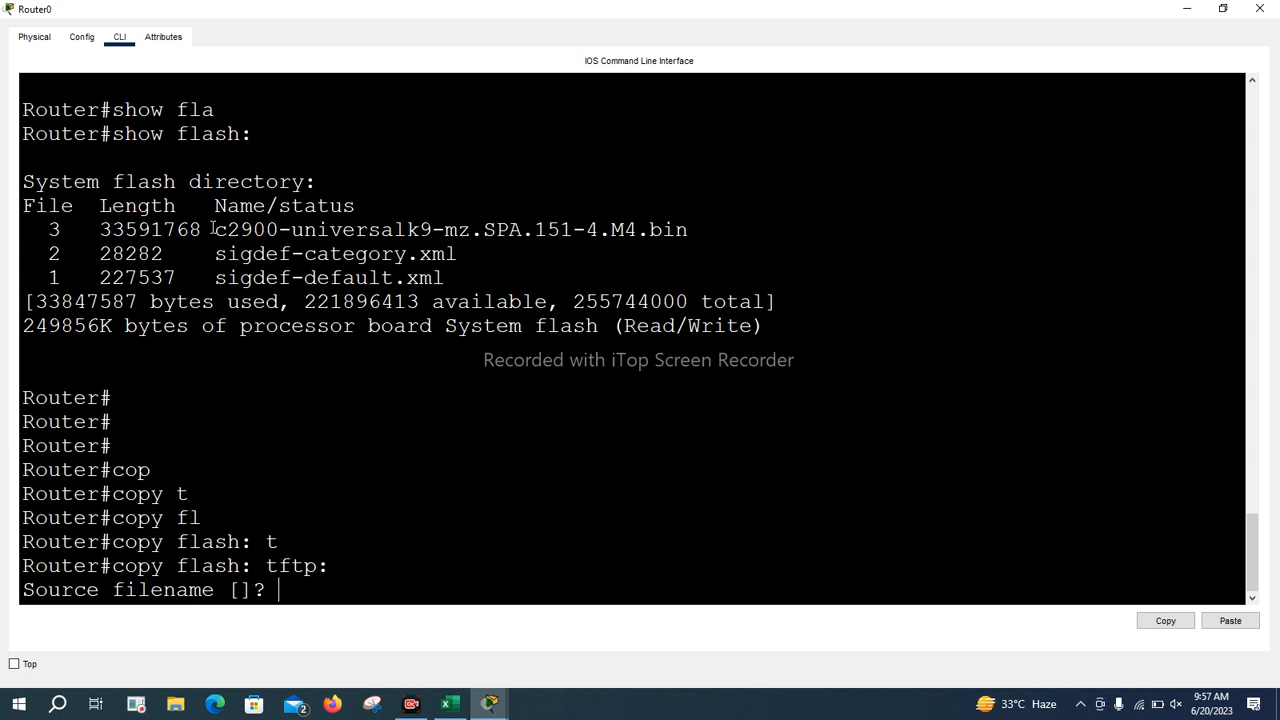 Router0
Physical Config CLI Attributes
IOS Command Line Interface
Router#show fla
Router#show flash:
System flash directory:
File Length Name/status
3 33591768 c2900-universalk9-mz.SPA.151-4.M4.bin
2 28282 sigdef-category.xml
1 227537 sigdef-default.xml
[33847587 bytes used, 221896413 available, 255744000 total]
249856K bytes of processor board System flash (Read/Write)
Recorded with iTop Screen Recorder
Router#
Router#
Router#
Router#cop
Router#copy t
Router#copy fl
Router#copy flash: t
Router#copy flash: tftp:
Source filename []?
Copy Paste
Top
33°C Haze
9:57 AM
6/20/2023